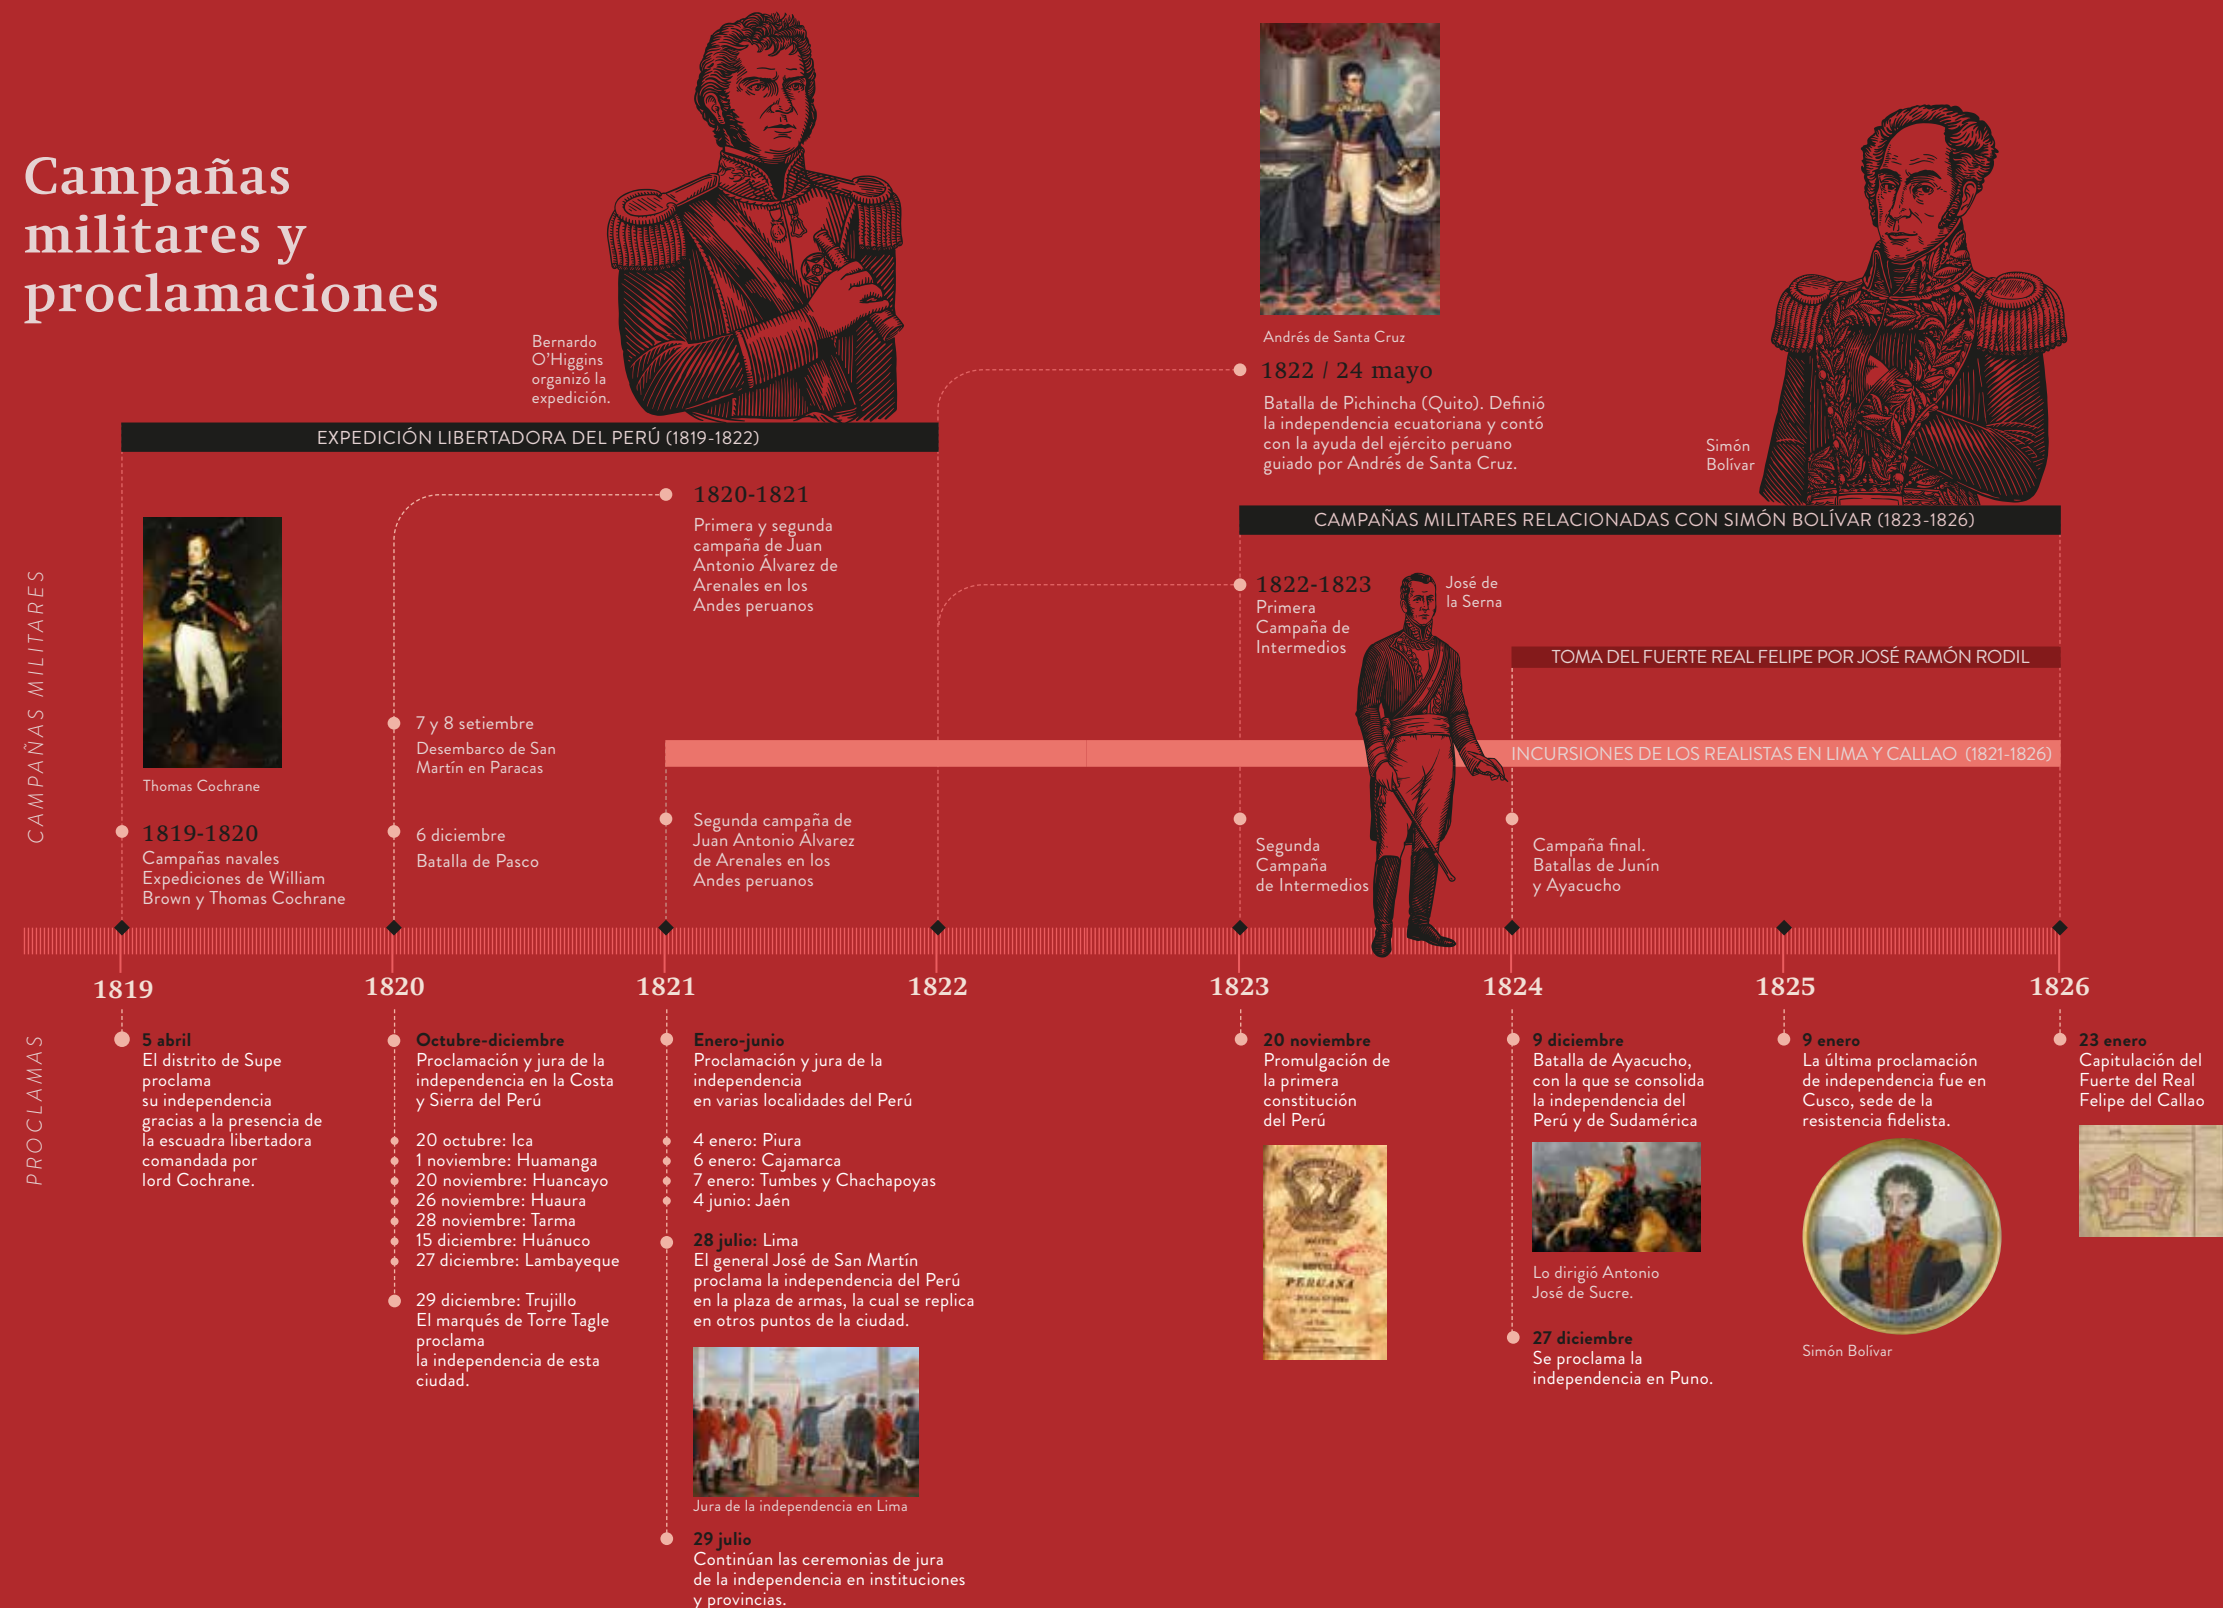 Campañas
militares y
proclamaciones
Bernardo
O'Higgins
organizó la
expedición.
EXPEDICIÓN LIBERTADORA DEL PERÚ (1819-1822)
Andrés de Santa Cruz
1822 / 24 mayo
Batalla de Pichincha (Quito). Definió
la independencia ecuatoriana y contó
con la ayuda del ejército peruano
guiado por Andrés de Santa Cruz.
Simón
Bolívar
CAMPAÑAS MILITARES RELACIONADAS CON SIMÓN BOLÍVAR (1823-1826)
CAMPAÑAS MILITARES
Thomas Cochrane
1819-1820
Campañas navales
Expediciones de William
Brown y Thomas Cochrane
7 y 8 setiembre
Desembarco de San
Martín en Paracas
6 diciembre
Batalla de Pasco
1820-1821
Primera y segunda
campaña de Juan
Antonio Álvarez de
Arenales en los
Andes peruanos
Segunda campaña de
Juan Antonio Álvarez
de Arenales en los
Andes peruanos
1822-1823
Primera
Campaña de
Intermedios
José de
la Serna
TOMA DEL FUERTE REAL FELIPE POR JOSÉ RAMÓN RODIL
INCURSIONES DE LOS REALISTAS EN LIMA Y CALLAO (1821-1826)
Segunda
Campaña
de Intermedios
Campaña final.
Batallas de Junín
y Ayacucho
1819
1820
1821
1822
1823
1824
1825
1826
PROCLAMAS
5 abril
El distrito de Supe
proclama
su independencia
gracias a la presencia de
la escuadra libertadora
comandada por
lord Cochrane.
Octubre-diciembre
Proclamación y jura de la
independencia en la Costa
y Sierra del Perú
20 octubre: Ica
1 noviembre: Huamanga
20 noviembre: Huancayo
26 noviembre: Huaura
28 noviembre: Tarma
15 diciembre: Huánuco
27 diciembre: Lambayeque
29 diciembre: Trujillo
El marqués de Torre Tagle
proclama
la independencia de esta
ciudad.
Enero-junio
Proclamación y jura de la
independencia
en varias localidades del Perú
4 enero: Piura
6 enero: Cajamarca
7 enero: Tumbes y Chachapoyas
4 junio: Jaén
28 julio: Lima
El general José de San Martín
proclama la independencia del Perú
en la plaza de armas, la cual se replica
en otros puntos de la ciudad.
Jura de la independencia en Lima
29 julio
Continúan las ceremonias de jura
de la independencia en instituciones
y provincias.
20 noviembre
Promulgación de
la primera
constitución
del Perú
PERUANA
9 diciembre
Batalla de Ayacucho,
con la que se consolida
la independencia del
Perú y de Sudamérica
Lo dirigió Antonio
José de Sucre.
27 diciembre
Se proclama la
independencia en Puno.
9 enero
La última proclamación
de independencia fue en
Cusco, sede de la
resistencia fidelista.
Simón Bolívar
23 enero
Capitulación del
Fuerte del Real
Felipe del Callao